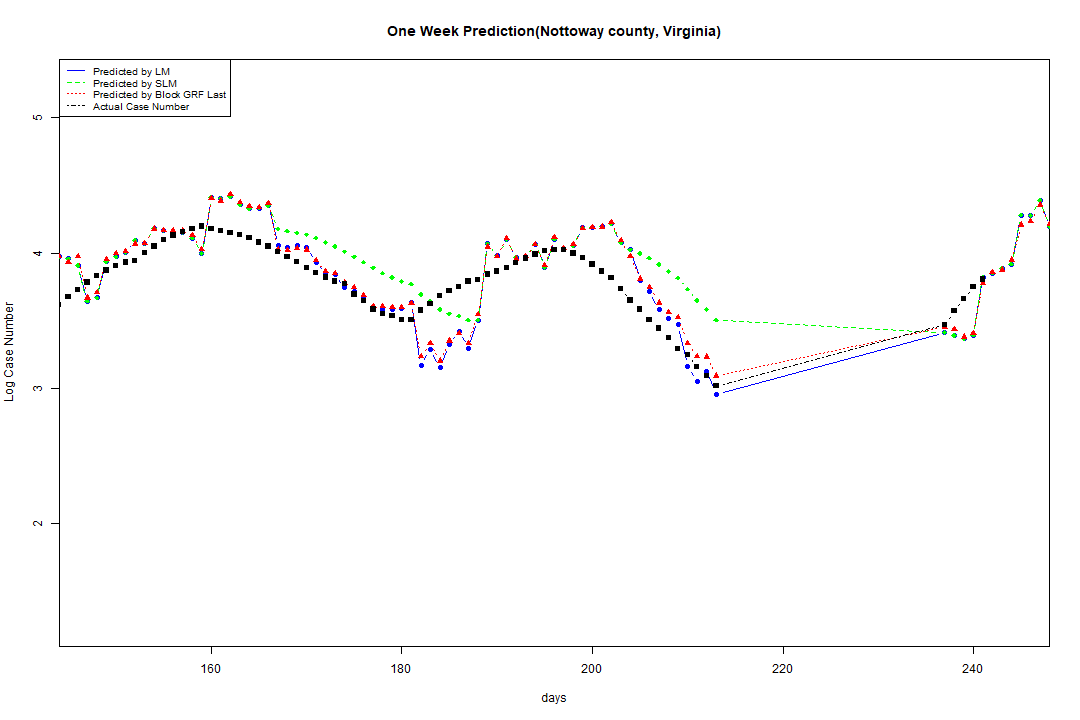 One Week Prediction(Nottoway county, Virginia)
Predicted by LM
Predicted by SLM
Predicted by Block GRF Last
Actual Case Number
5
4
3
2
Log Case Number
160 180 200 220 240
days